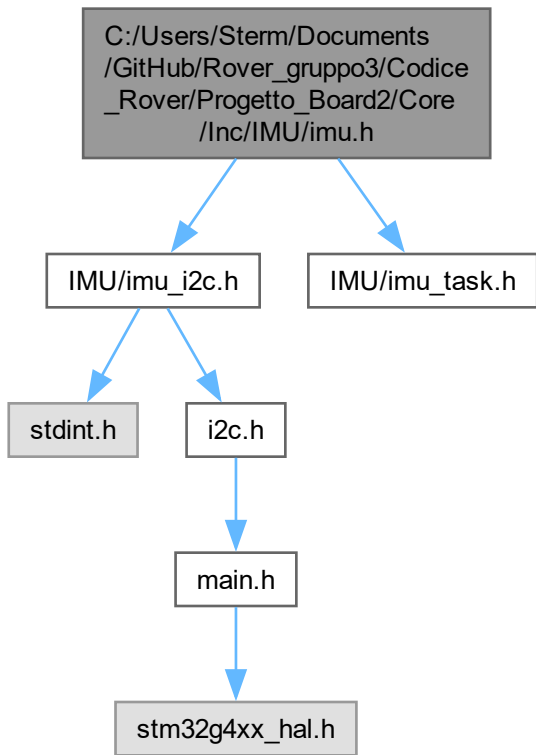 C:/Users/Sterm/Documents
/GitHub/Rover_gruppo3/Codice
_Rover/Progetto_Board2/Core
/Inc/IMU/imu.h
IMU/imu_i2c.h
IMU/imu_task.h
stdint.h
i2c.h
main.h
stm32g4xx_hal.h